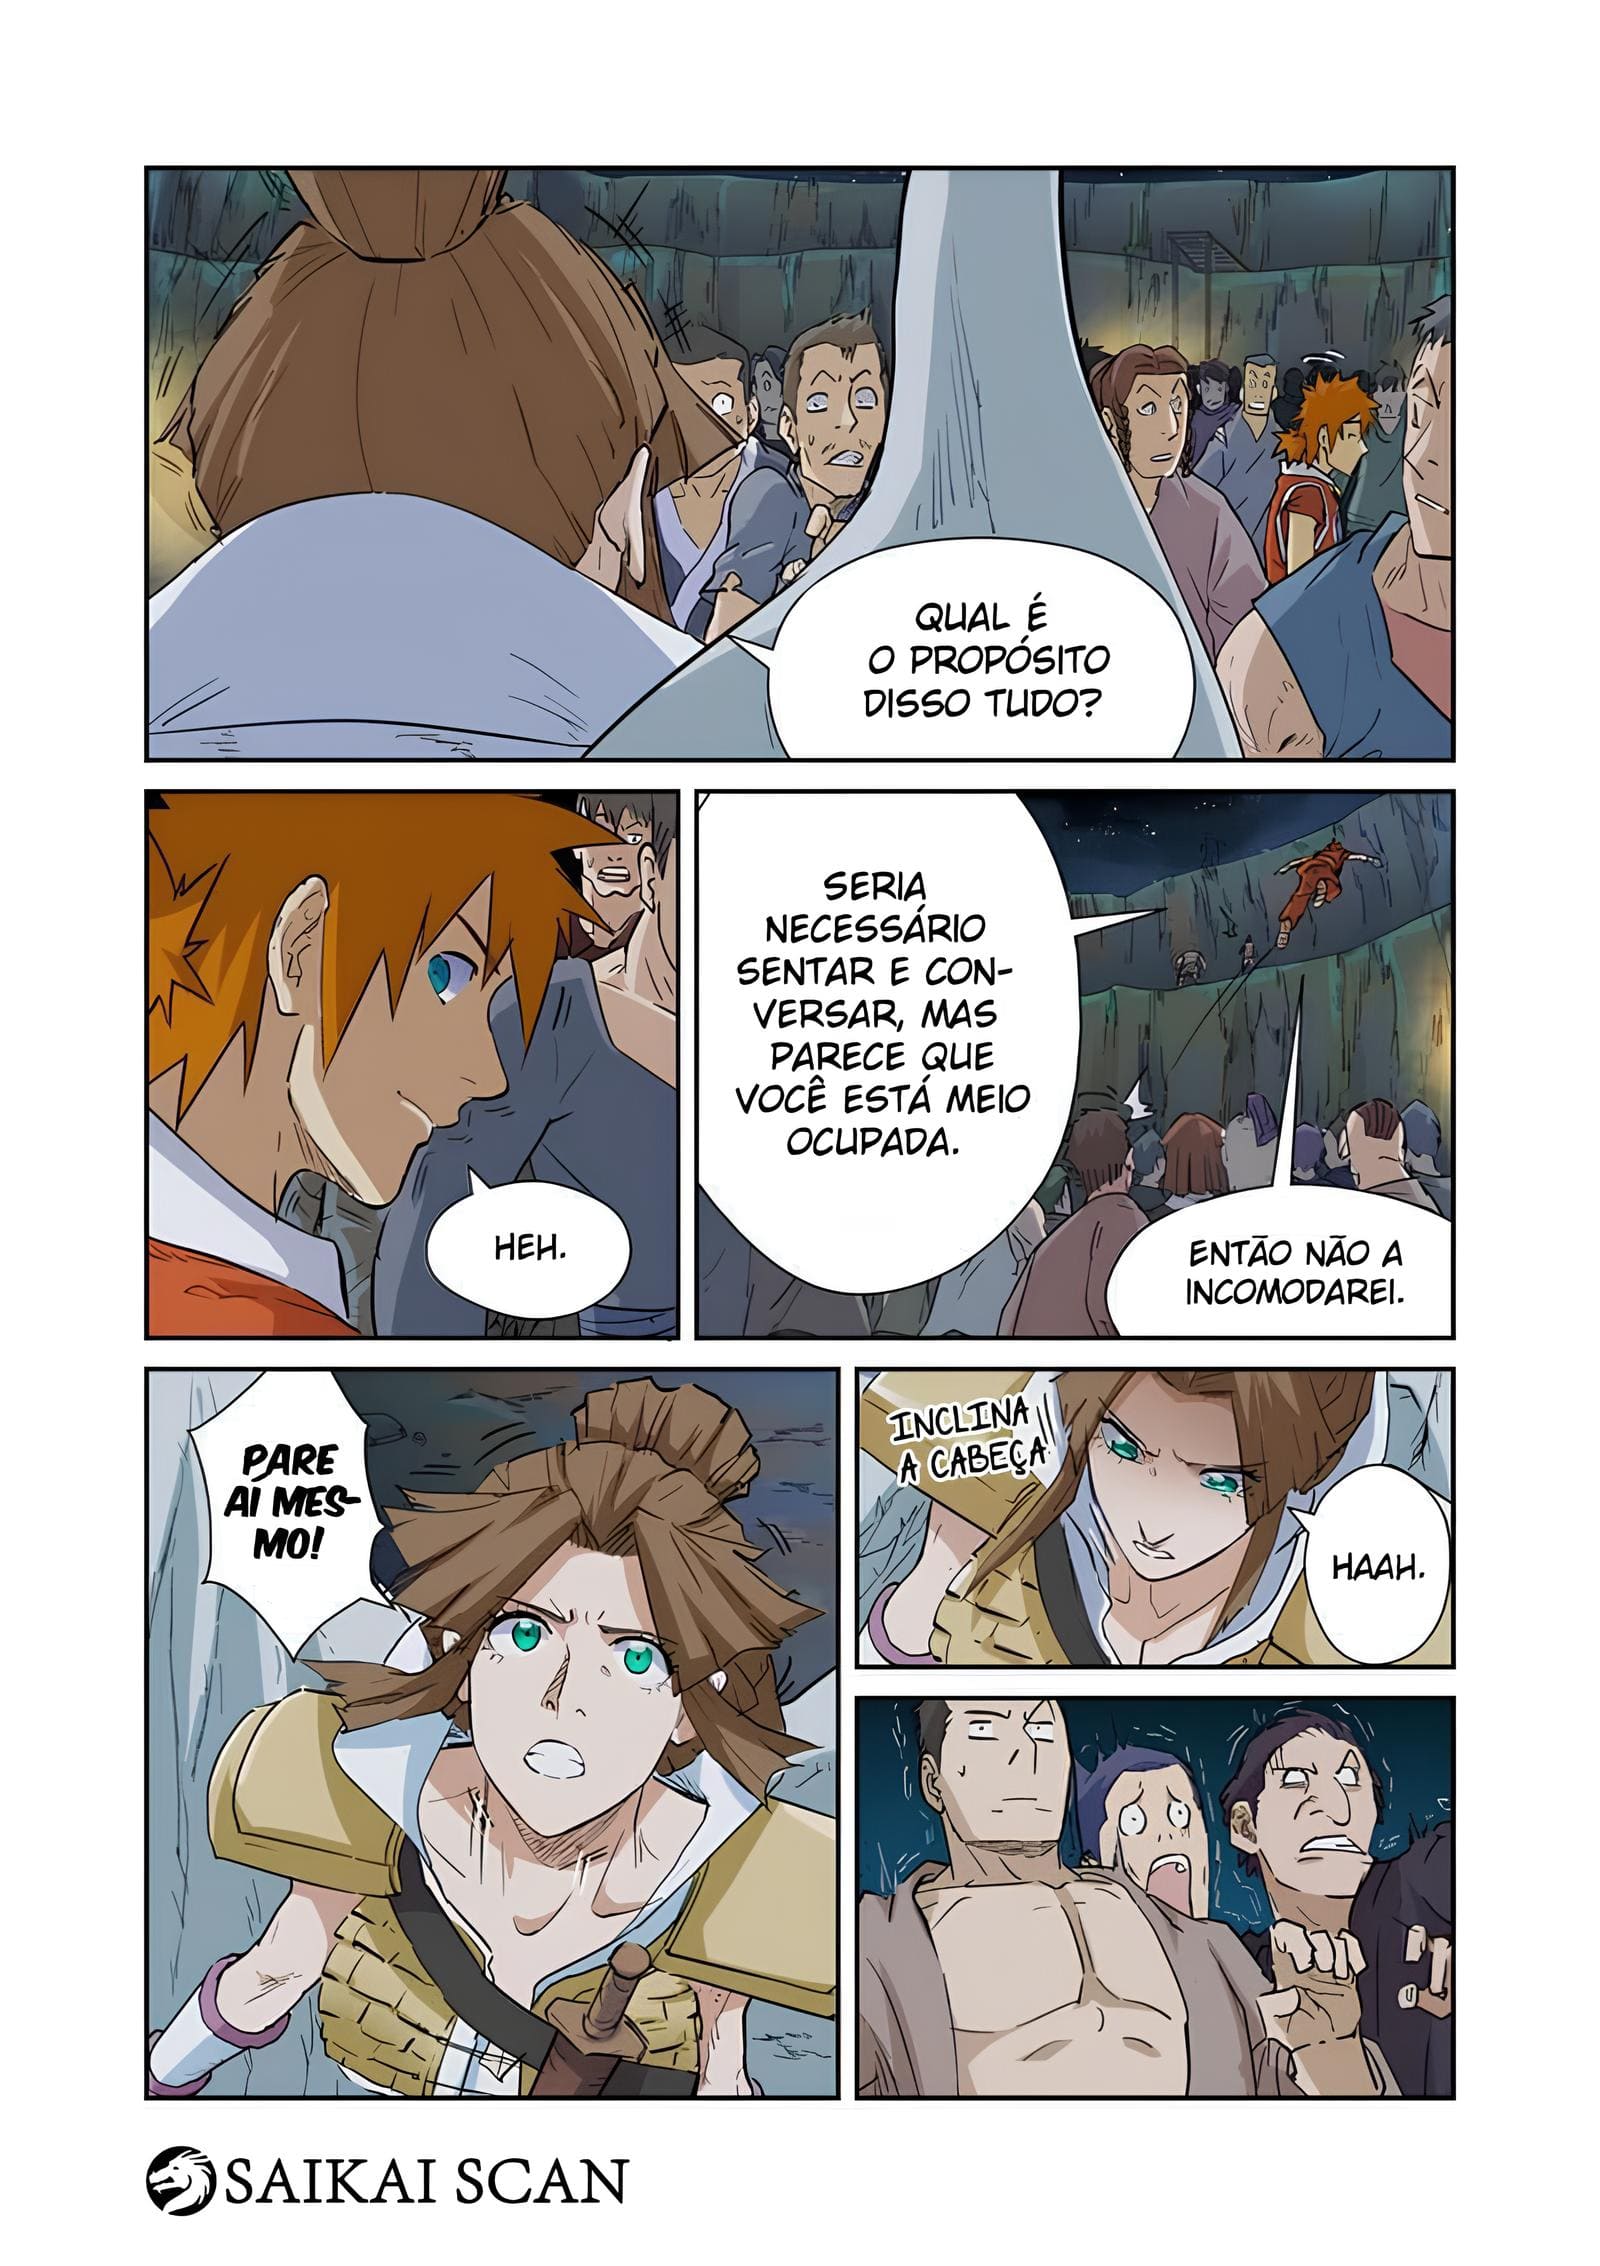 QUAL É
O PROPÓSITO
DISSO TUDO?
HEH.
SERIA
NECESSÁRIO
SENTAR E CON-
VERSAR, MAS
PARECE QUE
VOCÊ ESTÁ MEIO
OCUPADA.
ENTÃO NÃO A
INCOMODAREI.
PARE
AI MES-
MO!
INCLINA
A CABEÇA
HAAH.
SAIKAI SCAN